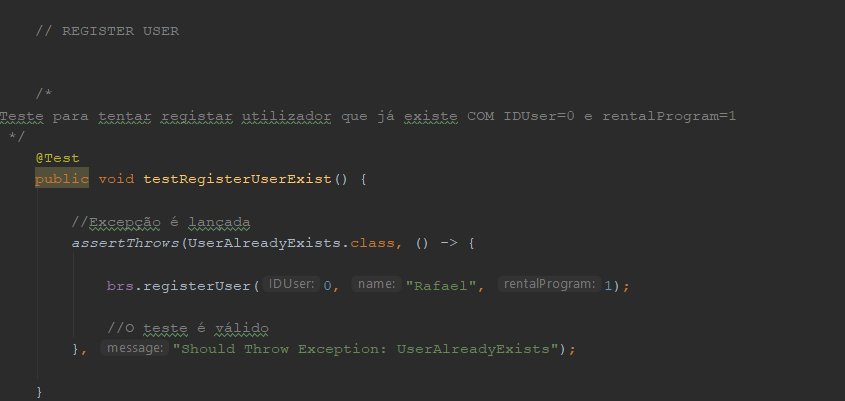 // REGISTER USER
/*
Teste para tentar registar utilizador que já existe COM IDUser=0 e rentalProgram=1
*/
@Test
public void testRegisterUserExist() {
//Excepção é lançada
assertThrows(UserAlreadyExists.class, () -> {
brs.registerUser( IDUser: 0, name: "Rafael", rentalProgram: 1);
//O teste é válido
}, message: "Should Throw Exception: UserAlreadyExists");
}